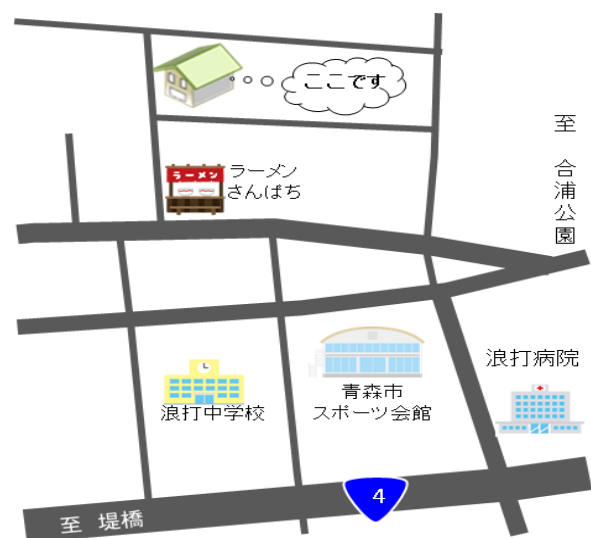 ここです
至 合浦公園
ラーメン
ラーメン
さんぱち
浪打病院
青森市
スポーツ会館
浪打中学校
4
至 堤橋